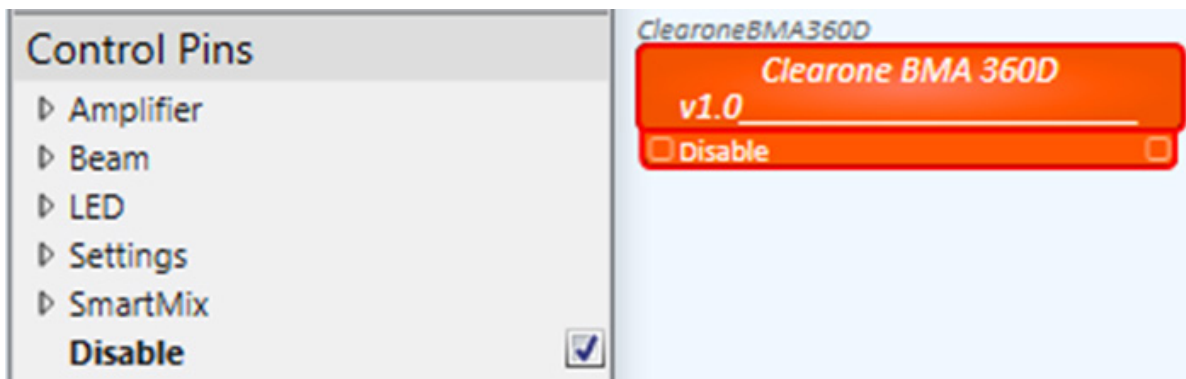 Control Pins
Amplifier
Beam
LED
Settings
SmartMix
Disable
ClearoneBMA360D
Clearone BMA 360D
v1.0
Disable